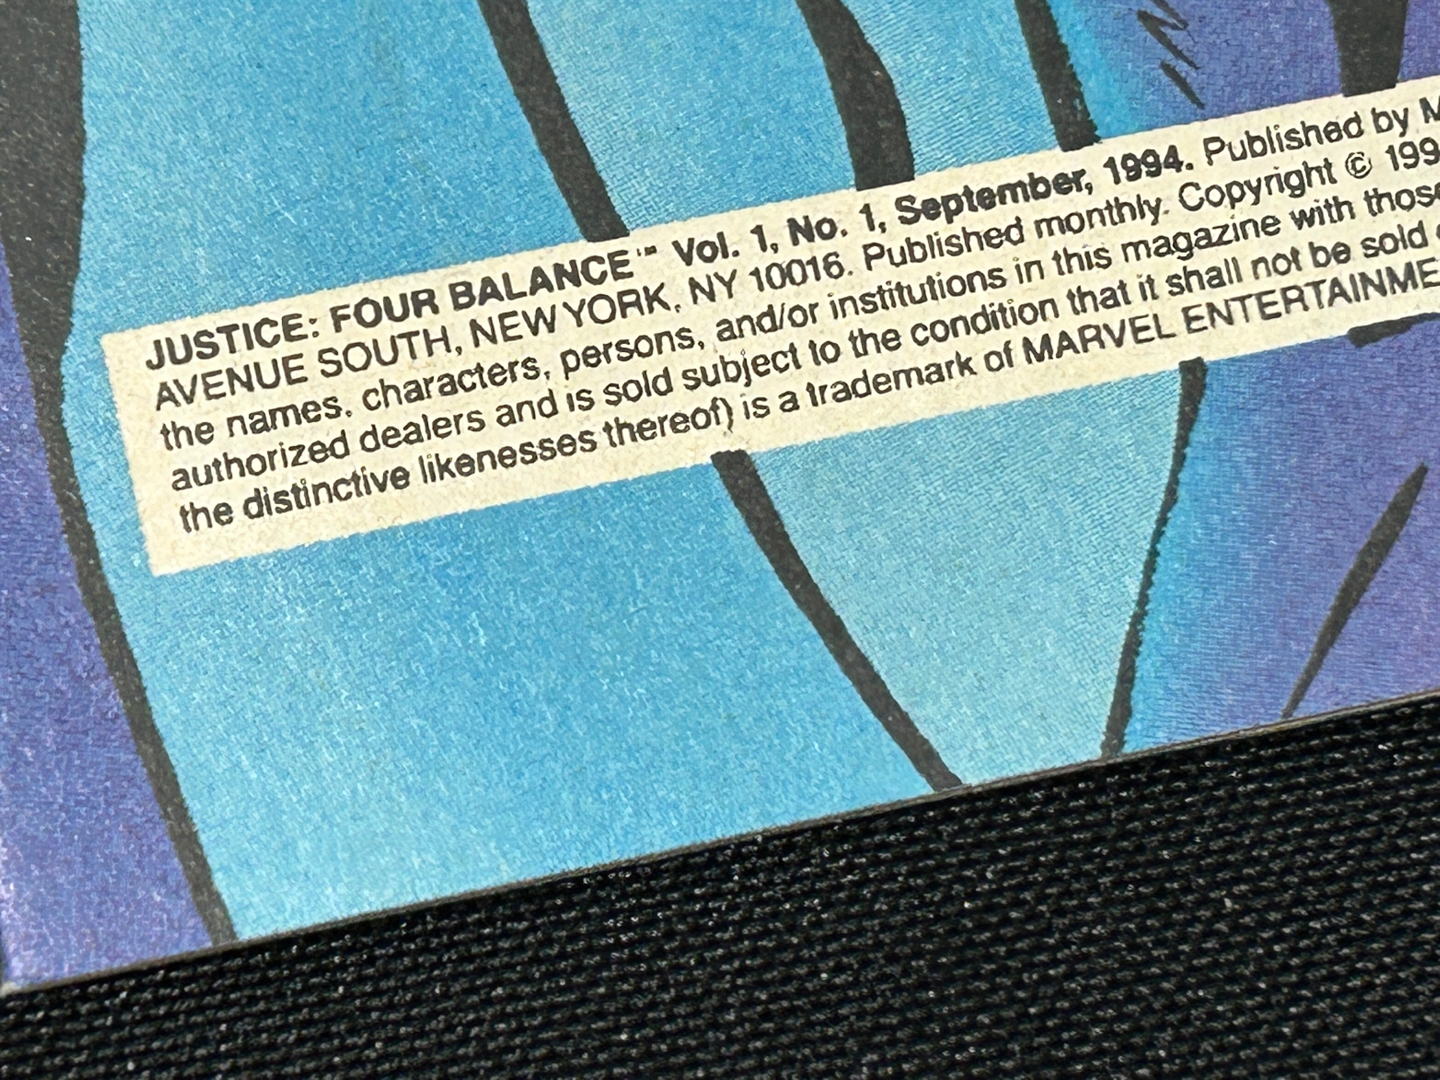 JUSTICE: FOUR BALANCE™ Vol. 1, No. 1, September, 1994. Published by M
AVENUE SOUTH, NEW YORK, NY 10016. Published monthly. Copyright © 199
the names, characters, persons, and/or institutions in this magazine with those
authorized dealers and is sold subject to the condition that it shall not be sold
the distinctive likenesses thereof) is a trademark of MARVEL ENTERTAINME